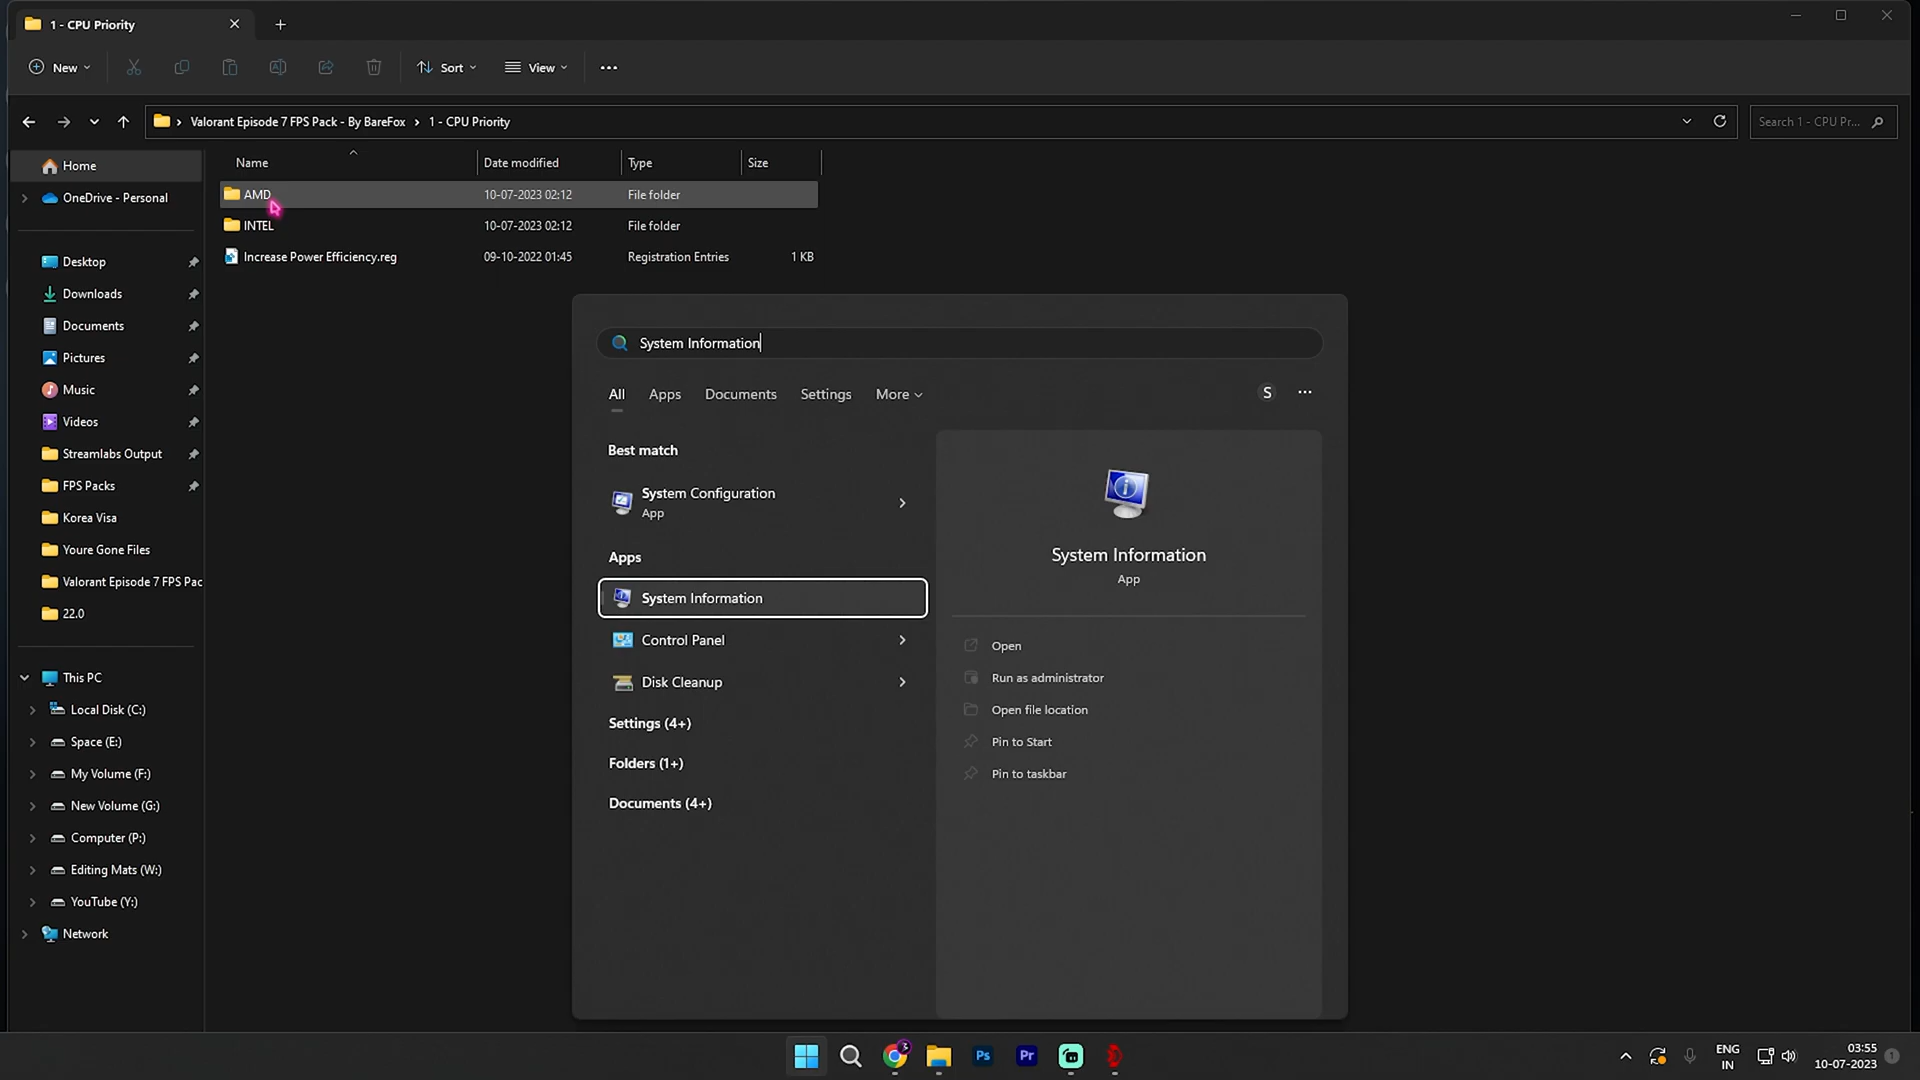 1 - CPU Priority
New
Sort
View
Valorant Episode 7 FPS Pack - By BareFox > 1 - CPU Priority
Search 1 - CPU Pr...
Name Date modified Type Size
AMD 10-07-2023 02:12 File folder
INTEL 10-07-2023 02:12 File folder
Increase Power Efficiency.reg 09-10-2022 01:45 Registration Entries 1 KB
Home
OneDrive - Personal
Desktop
Downloads
Documents
Pictures
Music
Videos
Streamlabs Output
FPS Packs
Korea Visa
Youre Gone Files
Valorant Episode 7 FPS Pac
22.0
This PC
Local Disk (C:)
Space (E:)
My Volume (F:)
New Volume (G:)
Computer (P:)
Editing Mats (W:)
YouTube (Y:)
Network
System Information
All Apps Documents Settings More
S
Best match
System Configuration
App
Apps
System Information
Control Panel
Disk Cleanup
Settings (4+)
Folders (1+)
Documents (4+)
System Information
App
Open
Run as administrator
Open file location
Pin to Start
Pin to taskbar
3
Ps
Pr
ENG
IN
03:55
10-07-2023
1